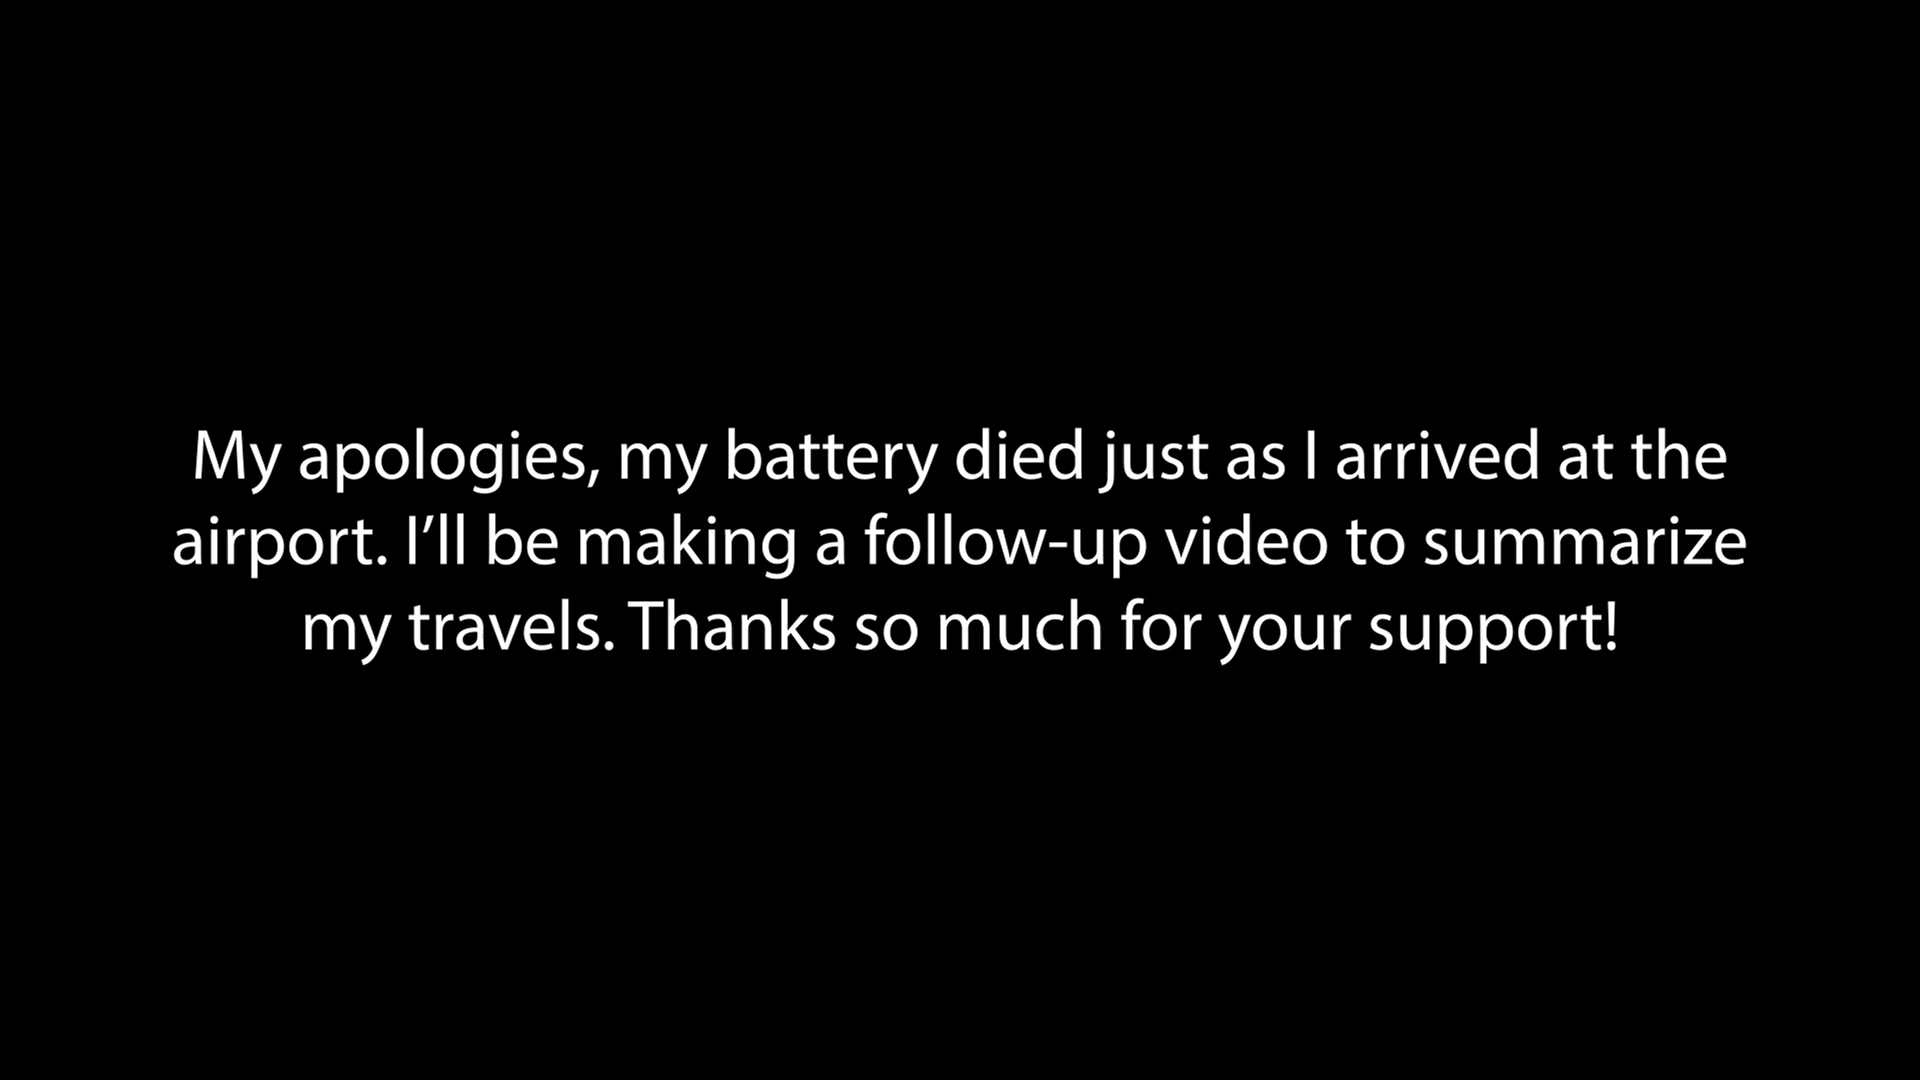 My apologies, my battery died just as I arrived at the
airport. I’ll be making a follow-up video to summarize
my travels. Thanks so much for your support!